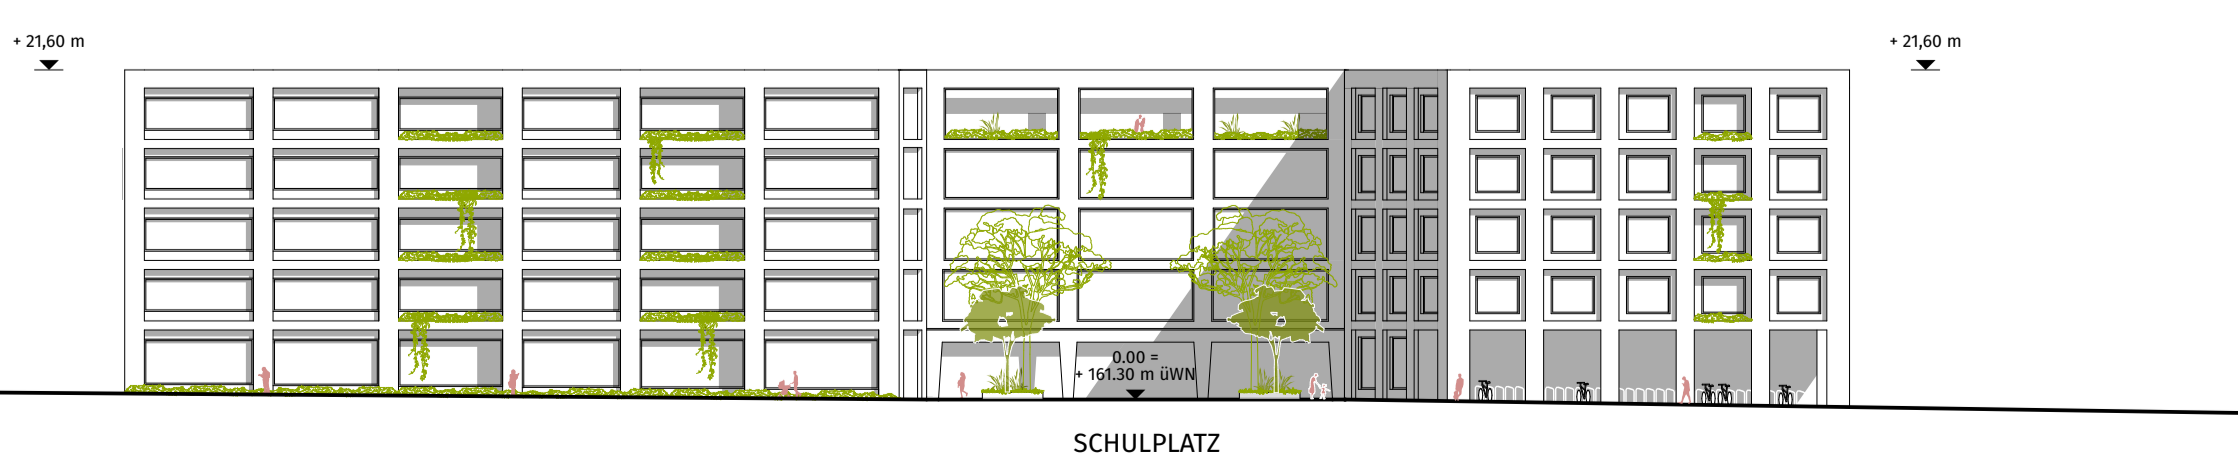 + 21,60 m
+ 21,60 m
0.00 =
+ 161.30 m üWN
SCHULPLATZ